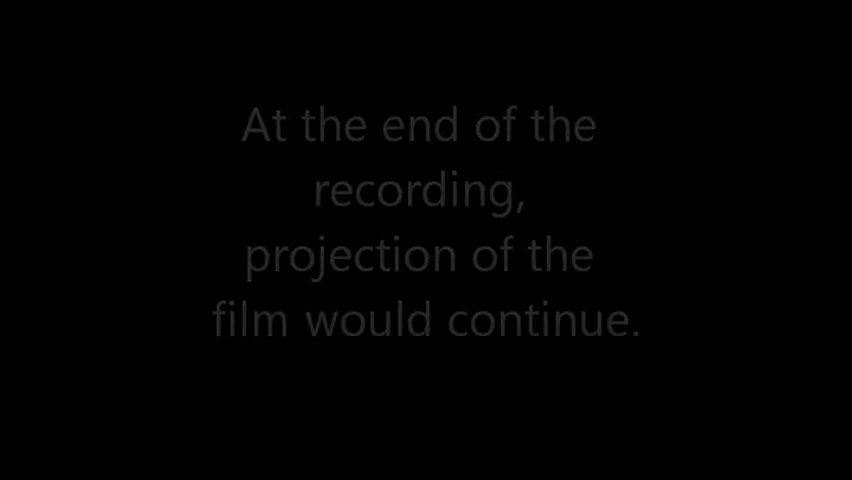 At the end of the
recording,
projection of the
film would continue.